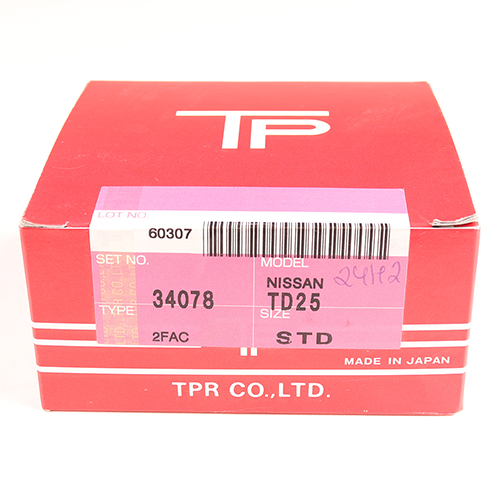 TP
LOT NO.
60307
SET NO.
MODEL
NISSAN
34078
TD25
TYPE
SIZE
2FAC
STD
MADE IN JAPAN
TPR CO.,LTD.